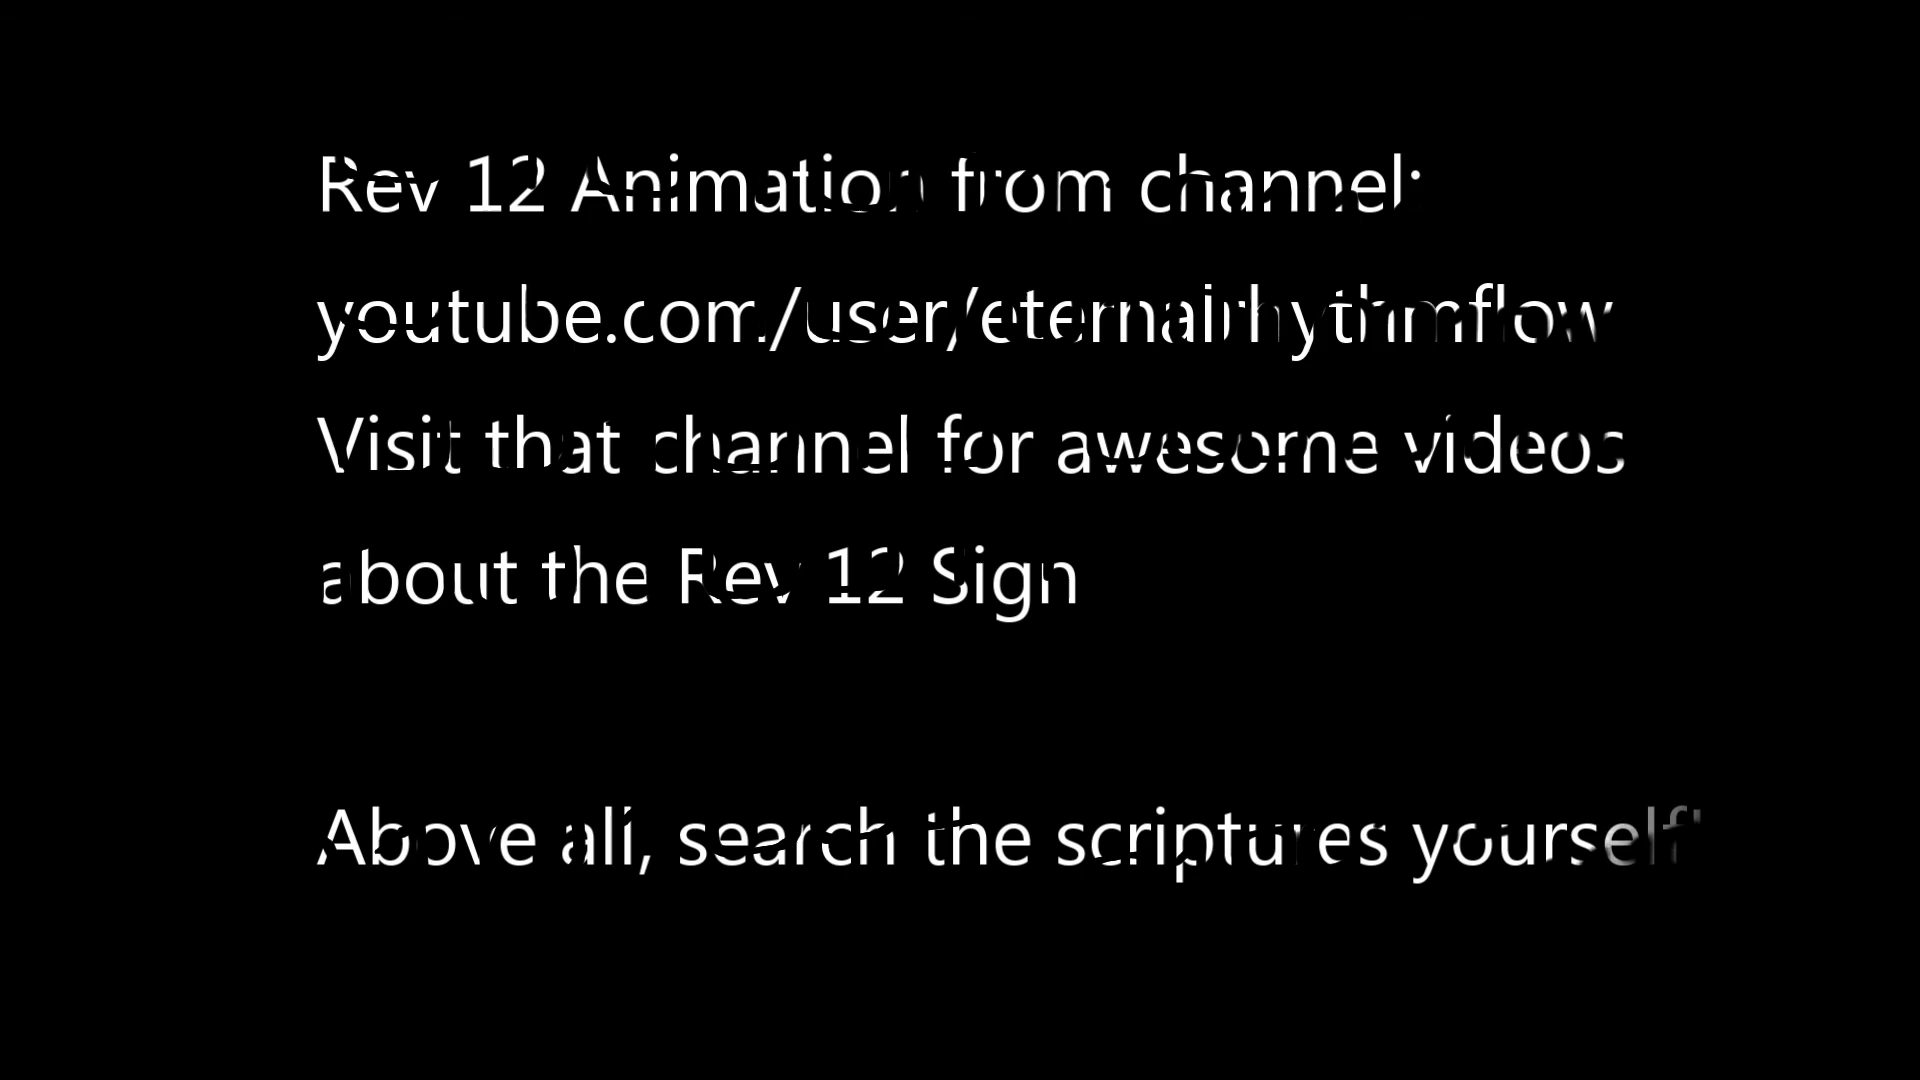 Rev 12 Animation from channel:
youtube.com/user/eternalrhythmflow
Visit that channel for awesome videos
about the Rev 12 Sign
Above all, search the scriptures yourself!